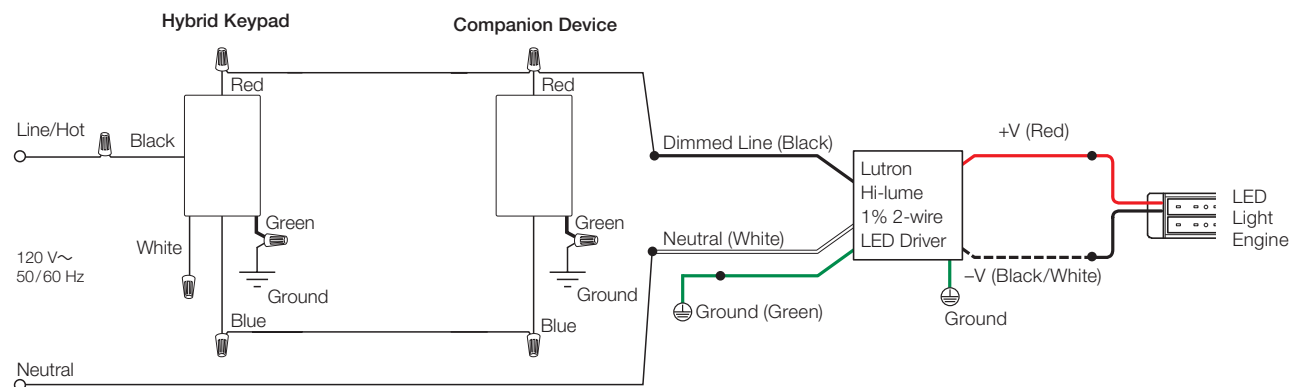 Hybrid Keypad
Companion Device
Red
Red
Line/Hot
Black
Dimmed Line (Black)
+V (Red)
Lutron
Hi-lume
1% 2-wire
LED Driver
LED
Light
Engine
Green
Green
White
Neutral (White)
120 V~
50/60 Hz
–V (Black/White)
Ground
Ground
Ground (Green)
Ground
Blue
Blue
Neutral